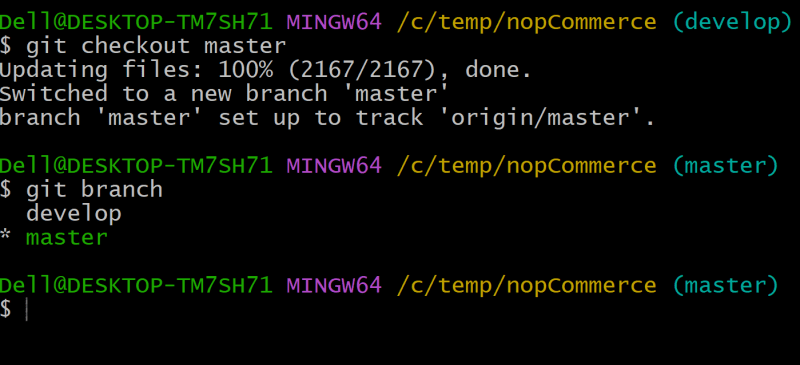 Dell@DESKTOP-TM7SH71 MINGW64 /c/temp/nopCommerce (develop)
$ git checkout master
Updating files: 100% (2167/2167), done.
Switched to a new branch 'master'
branch 'master' set up to track 'origin/master'.
Dell@DESKTOP-TM7SH71 MINGW64 /c/temp/nopCommerce (master)
$ git branch
  develop
* master
Dell@DESKTOP-TM7SH71 MINGW64 /c/temp/nopCommerce (master)
$